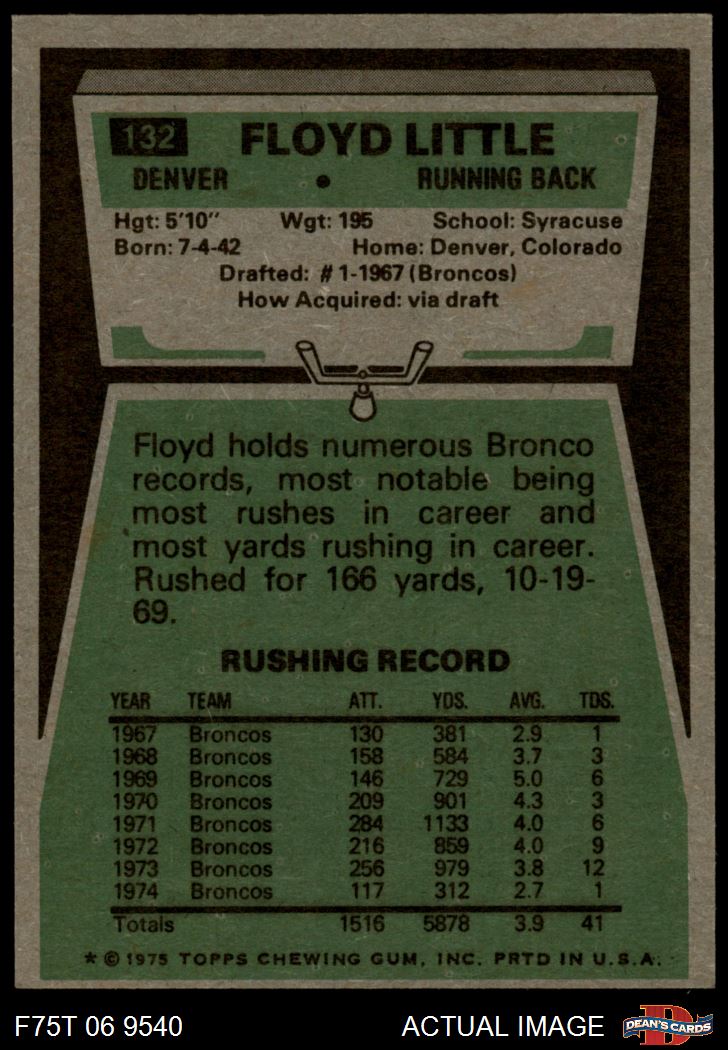 132 FLOYD LITTLE
DENVER • RUNNING BACK
Hgt: 5'10" Wgt: 195 School: Syracuse
Born: 7-4-42 Home: Denver, Colorado
Drafted: #1-1967 (Broncos)
How Acquired: via draft
Floyd holds numerous Bronco
records, most notable being
most rushes in career and
most yards rushing in career.
Rushed for 166 yards, 10-19-
69.
RUSHING RECORD
YEAR TEAM ATT. YDS. AVG. TDS.
1967 Broncos 130 381 2.9 1
1968 Broncos 158 584 3.7 3
1969 Broncos 146 729 5.0 6
1970 Broncos 209 901 4.3 3
1971 Broncos 284 1133 4.0 6
1972 Broncos 216 859 4.0 9
1973 Broncos 256 979 3.8 12
1974 Broncos 117 312 2.7 1
Totals 1516 5878 3.9 41
* © 1975 TOPPS CHEWING GUM, INC. PRTD IN U.S.A.
F75T 06 9540 ACTUAL IMAGE D DEAN'S CARDS